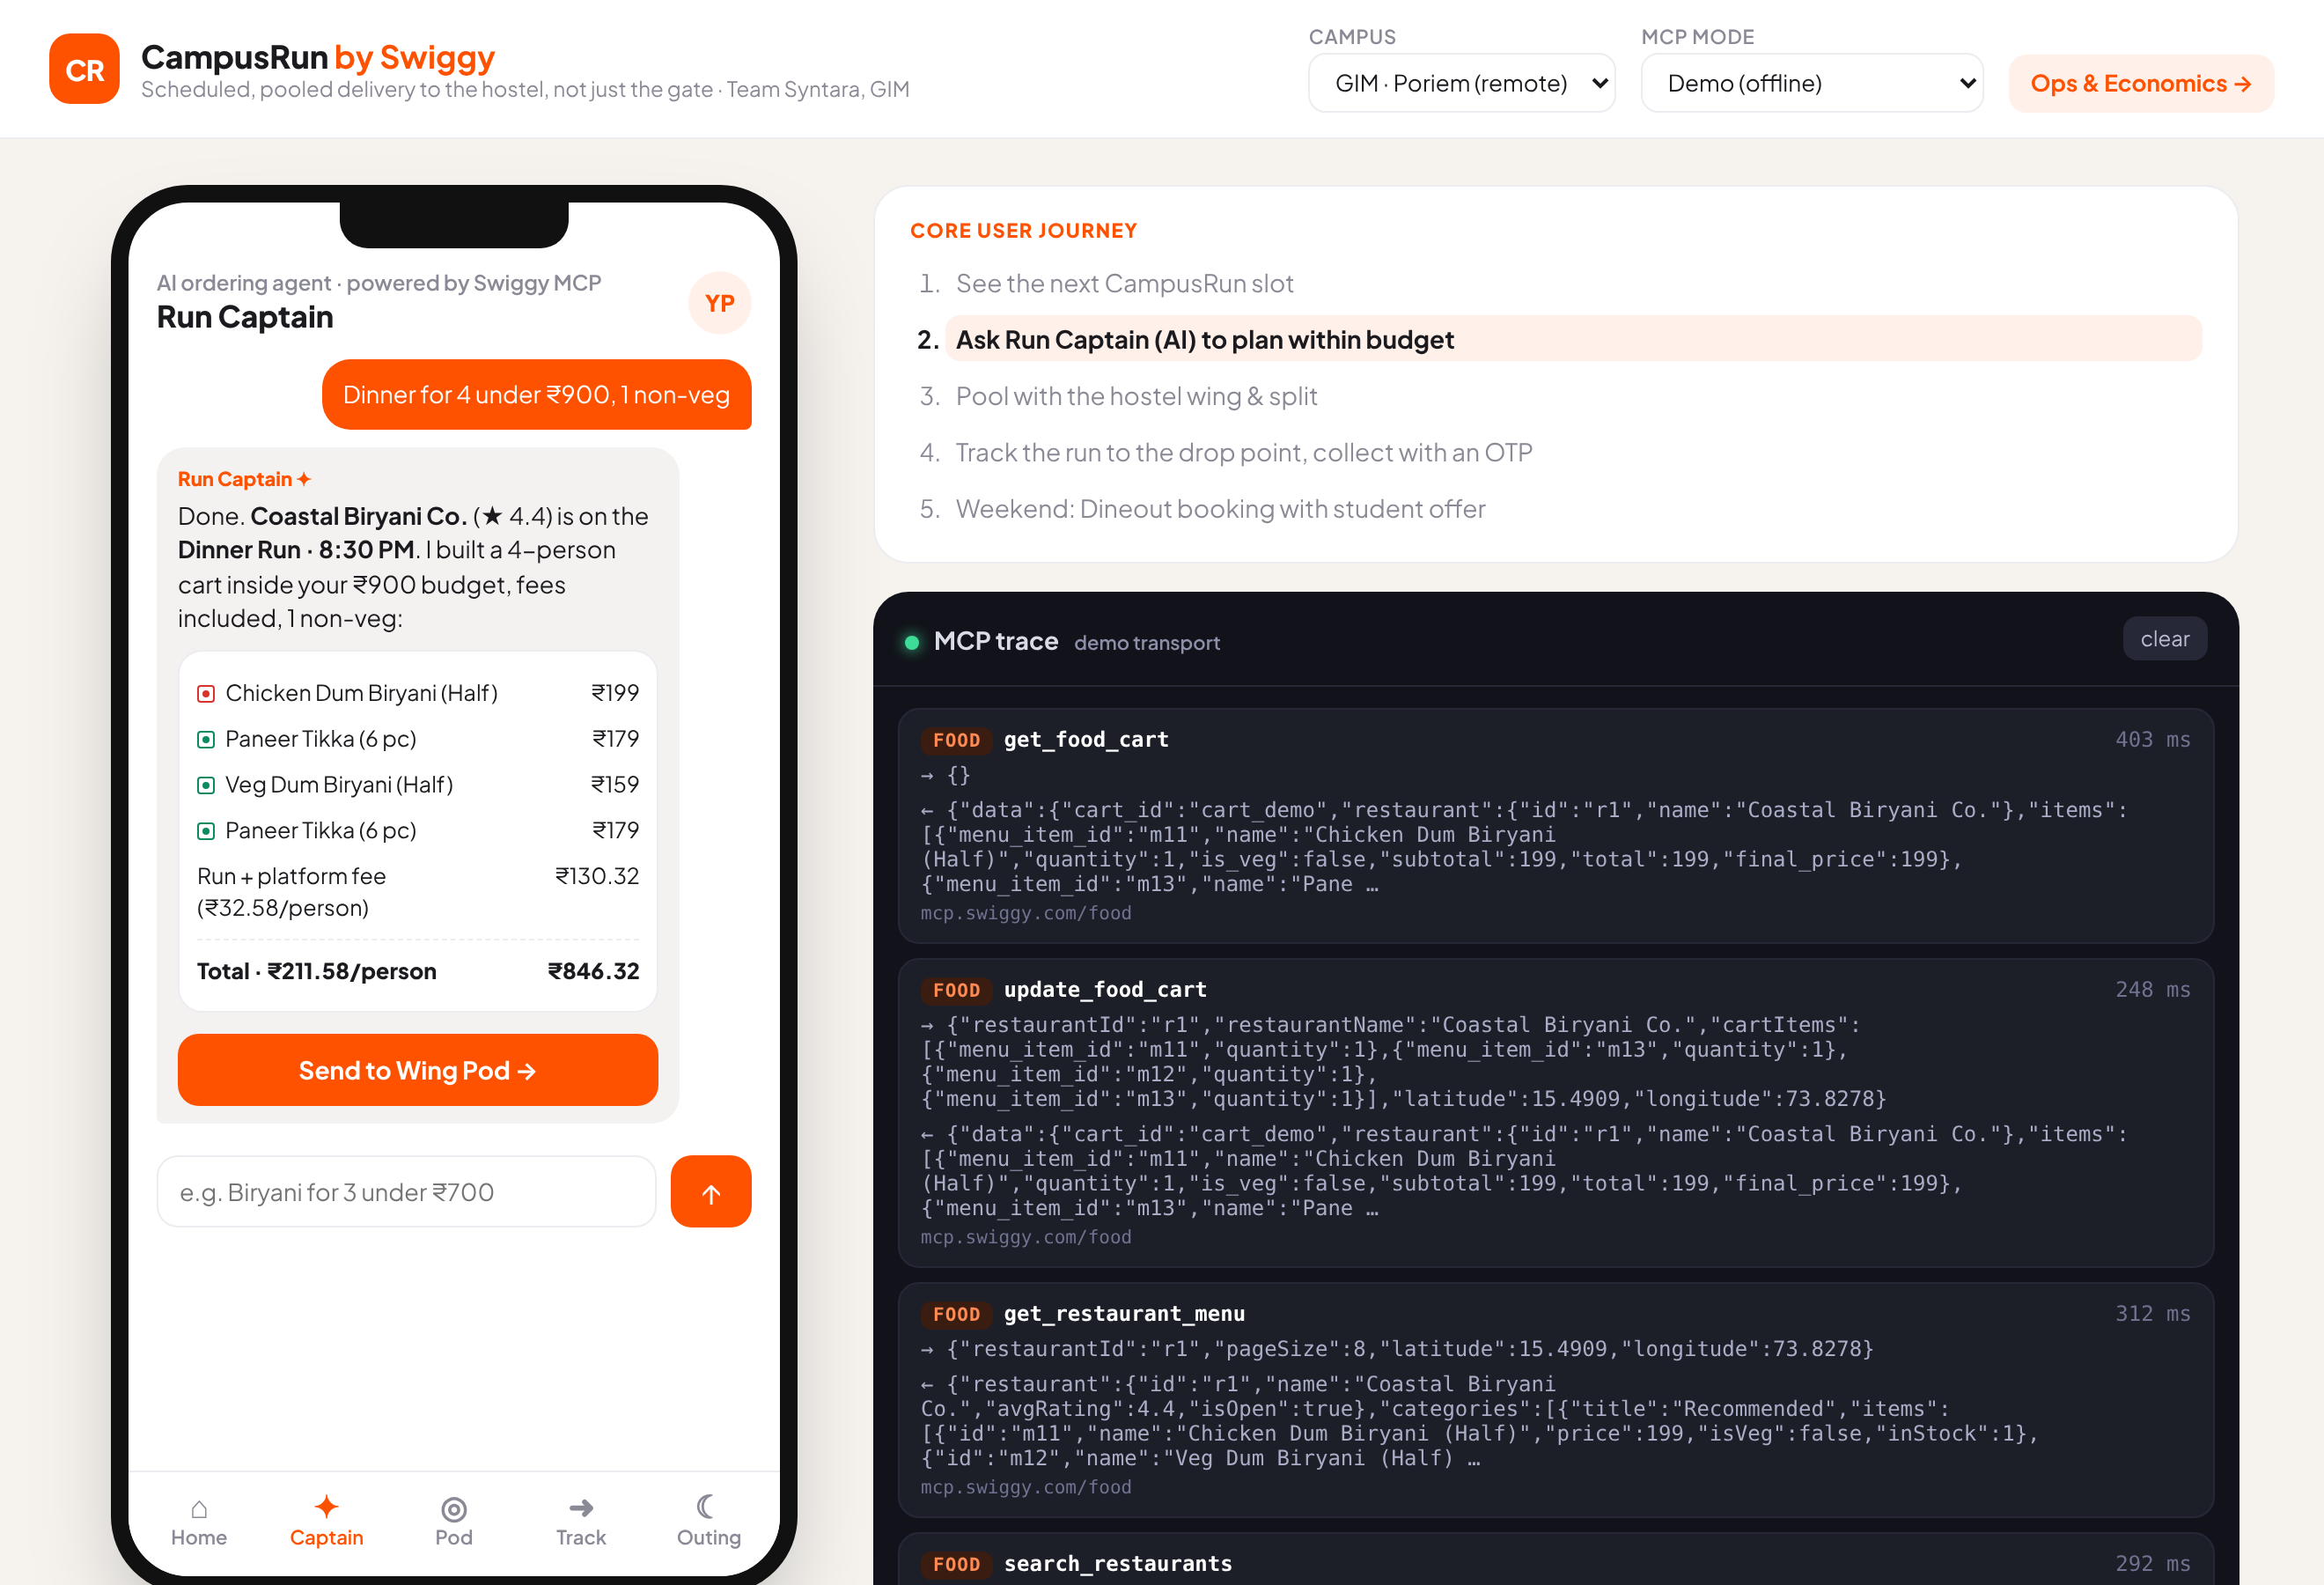 CR
CampusRun by Swiggy
Scheduled, pooled delivery to the hostel, not just the gate · Team Syntara, GIM
CAMPUS
GIM · Poriem (remote)
MCP MODE
Demo (offline)
Ops & Economics →
AI ordering agent · powered by Swiggy MCP
Run Captain
YP
Dinner for 4 under ₹900, 1 non-veg
Run Captain ✦
Done. Coastal Biryani Co. (★ 4.4) is on the
Dinner Run · 8:30 PM. I built a 4-person
cart inside your ₹900 budget, fees
included, 1 non-veg:
Chicken Dum Biryani (Half) ₹199
Paneer Tikka (6 pc) ₹179
Veg Dum Biryani (Half) ₹159
Paneer Tikka (6 pc) ₹179
Run + platform fee ₹130.32
(₹32.58/person)
Total · ₹211.58/person ₹846.32
Send to Wing Pod →
e.g. Biryani for 3 under ₹700
↑
Home
Captain
Pod
Track
Outing
CORE USER JOURNEY
1. See the next CampusRun slot
2. Ask Run Captain (AI) to plan within budget
3. Pool with the hostel wing & split
4. Track the run to the drop point, collect with an OTP
5. Weekend: Dineout booking with student offer
MCP trace demo transport
clear
FOOD get_food_cart 403 ms
→ {}
← {"data":{"cart_id":"cart_demo","restaurant":{"id":"r1","name":"Coastal Biryani Co."},"items":
[{"menu_item_id":"m11","name":"Chicken Dum Biryani
(Half)","quantity":1,"is_veg":false,"subtotal":199,"total":199,"final_price":199},
{"menu_item_id":"m13","name":"Pane …
mcp.swiggy.com/food
FOOD update_food_cart 248 ms
→ {"restaurantId":"r1","restaurantName":"Coastal Biryani Co.","cartItems":
[{"menu_item_id":"m11","quantity":1},{"menu_item_id":"m13","quantity":1},
{"menu_item_id":"m12","quantity":1},
{"menu_item_id":"m13","quantity":1}],"latitude":15.4909,"longitude":73.8278}
← {"data":{"cart_id":"cart_demo","restaurant":{"id":"r1","name":"Coastal Biryani Co."},"items":
[{"menu_item_id":"m11","name":"Chicken Dum Biryani
(Half)","quantity":1,"is_veg":false,"subtotal":199,"total":199,"final_price":199},
{"menu_item_id":"m13","name":"Pane …
mcp.swiggy.com/food
FOOD get_restaurant_menu 312 ms
→ {"restaurantId":"r1","pageSize":8,"latitude":15.4909,"longitude":73.8278}
← {"restaurant":{"id":"r1","name":"Coastal Biryani
Co.","avgRating":4.4,"isOpen":true},"categories":[{"title":"Recommended","items":
[{"id":"m11","name":"Chicken Dum Biryani (Half)","price":199,"isVeg":false,"inStock":1},
{"id":"m12","name":"Veg Dum Biryani (Half) …
mcp.swiggy.com/food
FOOD search_restaurants 292 ms